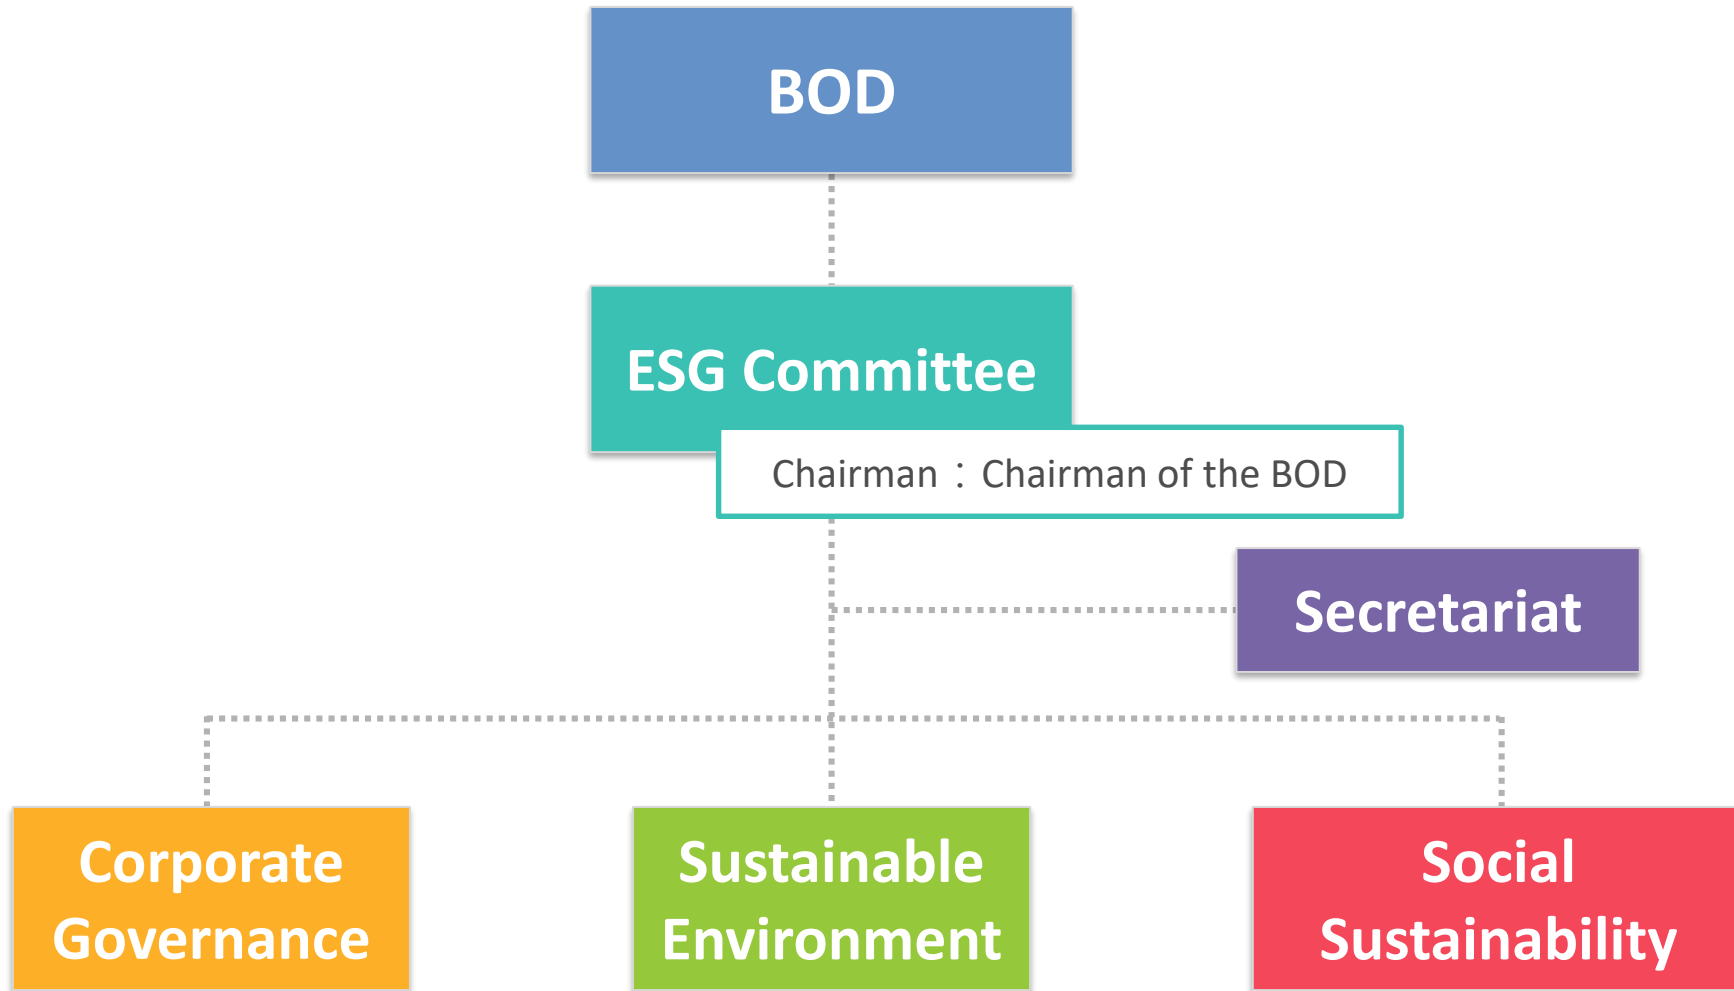 BOD
ESG Committee
Chairman：Chairman of the BOD
Secretariat
Corporate
Governance
Sustainable
Environment
Social
Sustainability